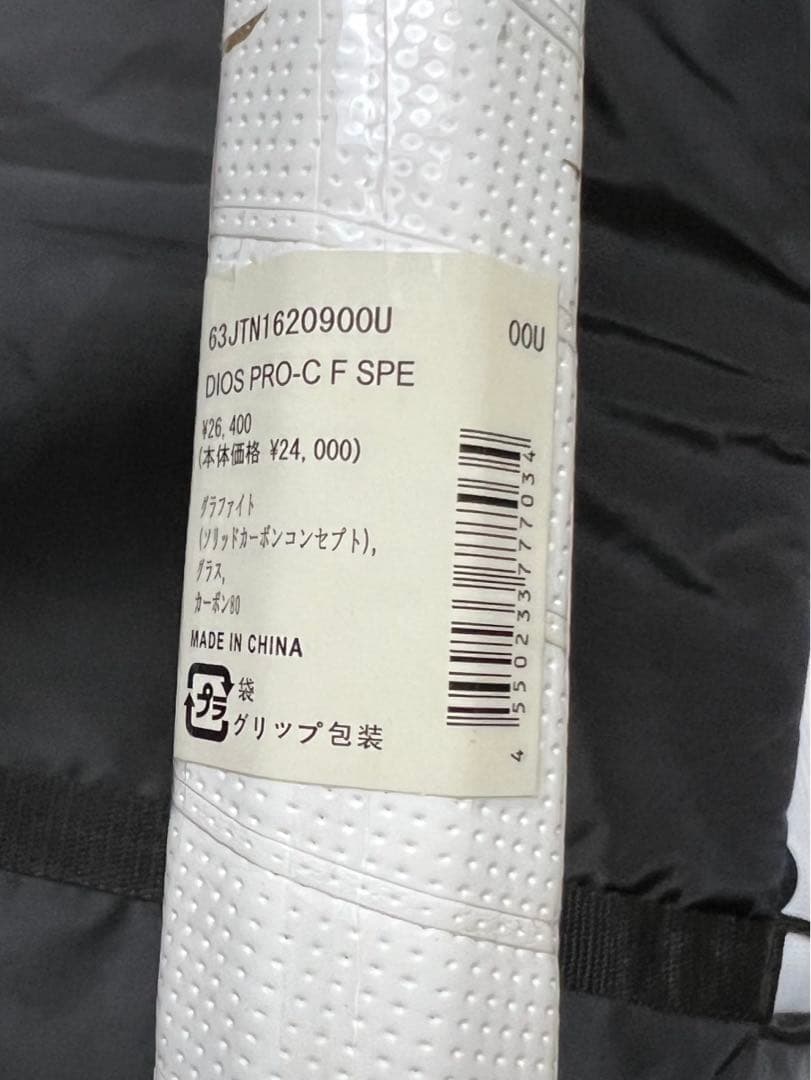 63JTN1620900U
00U
DIOS PRO-C F SPE
¥26,400
(本体価格 ¥24,000)
グラファイト
(ソリッドカーボンコンセプト),
グラス,
カーボン80
MADE IN CHINA
プラ
袋
グリップ包装
4550233777034